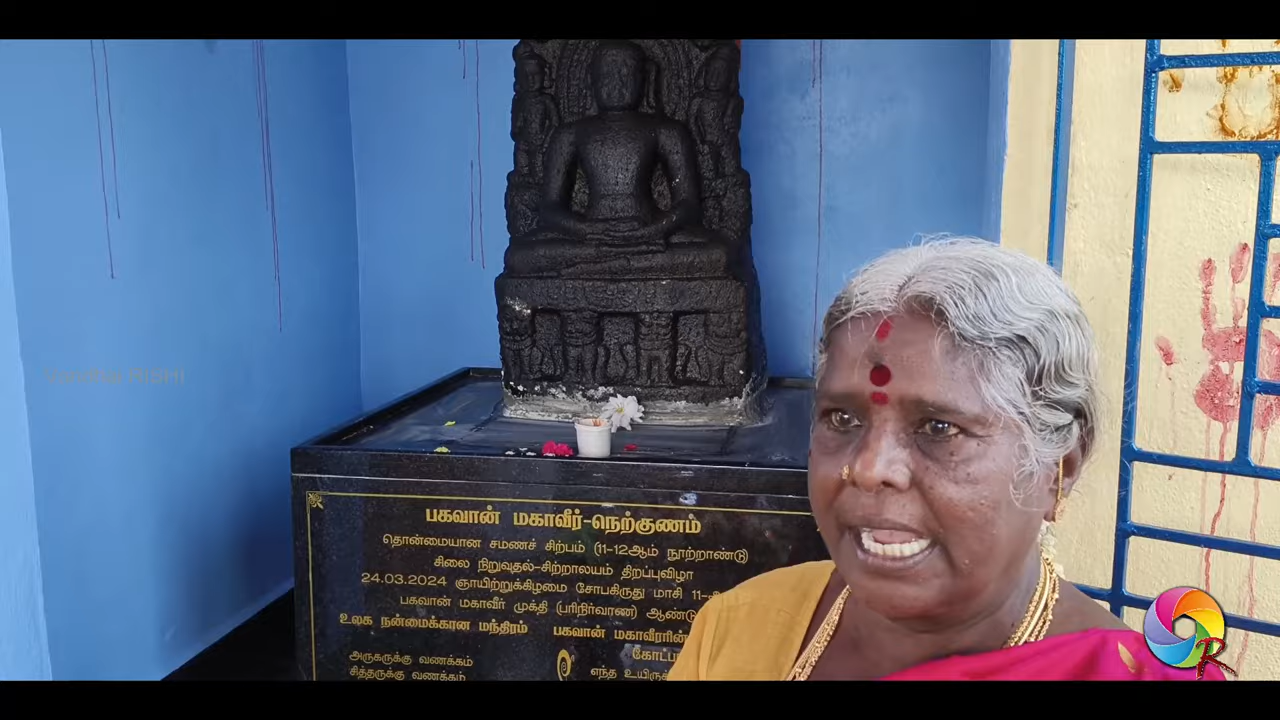 பகவான் மகாவீர்-நெற்குணம்
தொன்மையான சமணச் சிற்பம் (11-12ஆம் நூற்றாண்டு)
சிலை நிறுவுதல்-சிற்றாலயம் திறப்புவிழா
24.03.2024 ஞாயிற்றுக்கிழமை சோபகிருது மாசி 11-
பகவான் மகாவீர் முக்தி (பரிநிர்வாண) ஆண்டு
உலக நன்மைக்கான மந்திரம் பகவான் மகாவீரரின்
கோட்பா
அருகருக்கு வணக்கம்
சித்தருக்கு வணக்கம்
எந்த உயிருக்
R